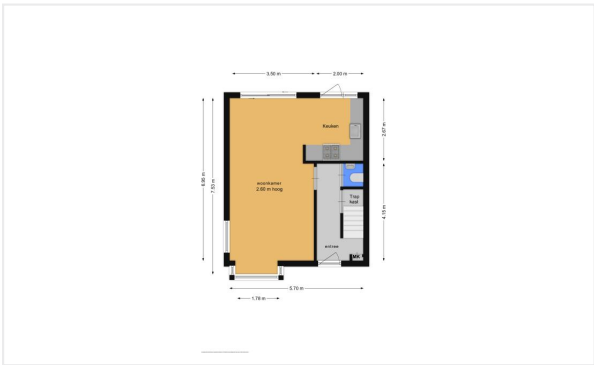 3.50 m
2.00 m
Keuken
2.67 m
6.95 m
7.53 m
woonkamer
2.60 m hoog
Trap
kast
4.15 m
entree
MK
5.70 m
1.78 m